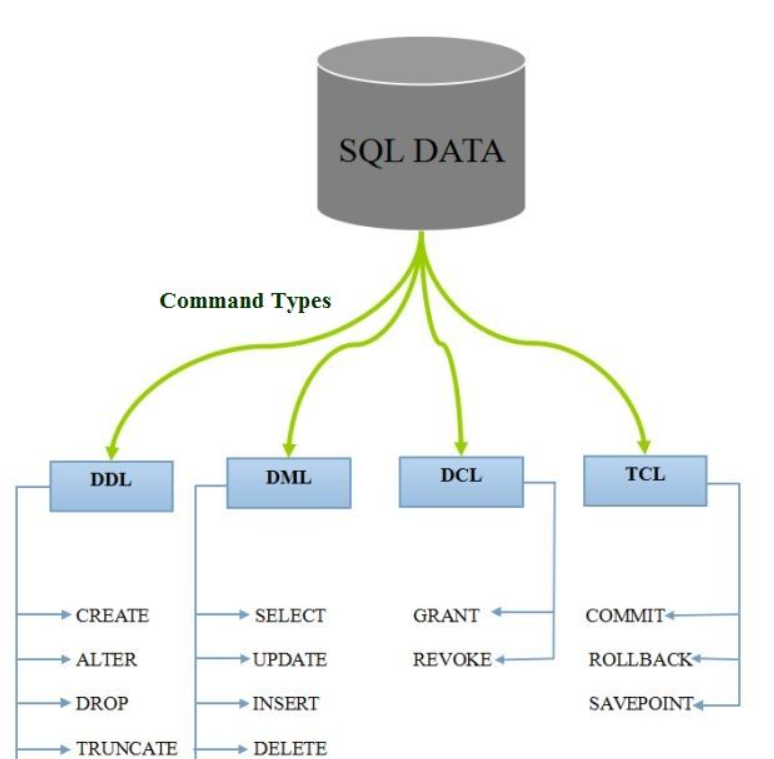 SQL DATA
Command Types
DDL
DML
DCL
TCL
CREATE
ALTER
DROP
TRUNCATE
SELECT
UPDATE
INSERT
DELETE
GRANT
REVOKE
COMMIT
ROLLBACK
SAVEPOINT